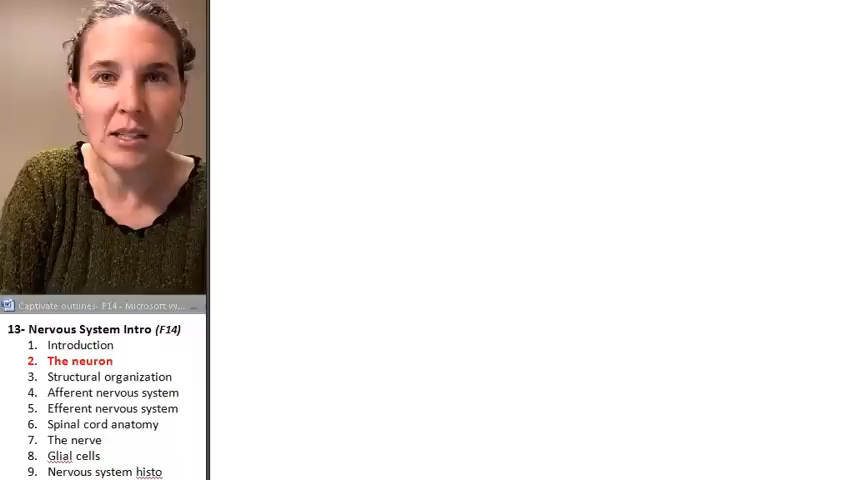 Captivate outlines- F14 - Microsoft W...
13- Nervous System Intro (F14)
1. Introduction
2. The neuron
3. Structural organization
4. Afferent nervous system
5. Efferent nervous system
6. Spinal cord anatomy
7. The nerve
8. Glial cells
9. Nervous system histo